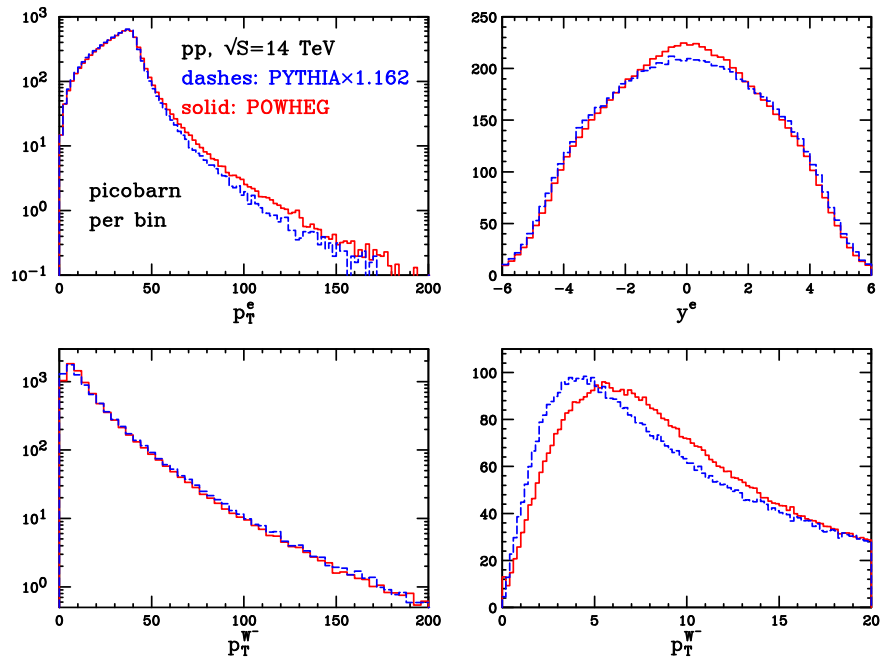 10³
10²
10¹
10⁰
10⁻¹
pp, √S=14 TeV
dashes: PYTHIA×1.162
solid: POWHEG
picobarn
per bin
0 50 100 150 200
p_T^e
250
200
150
100
50
0
−6 −4 −2 0 2 4 6
y^e
10³
10²
10¹
10⁰
0 50 100 150 200
p_T^{W⁻}
100
80
60
40
20
0
0 5 10 15 20
p_T^{W⁻}